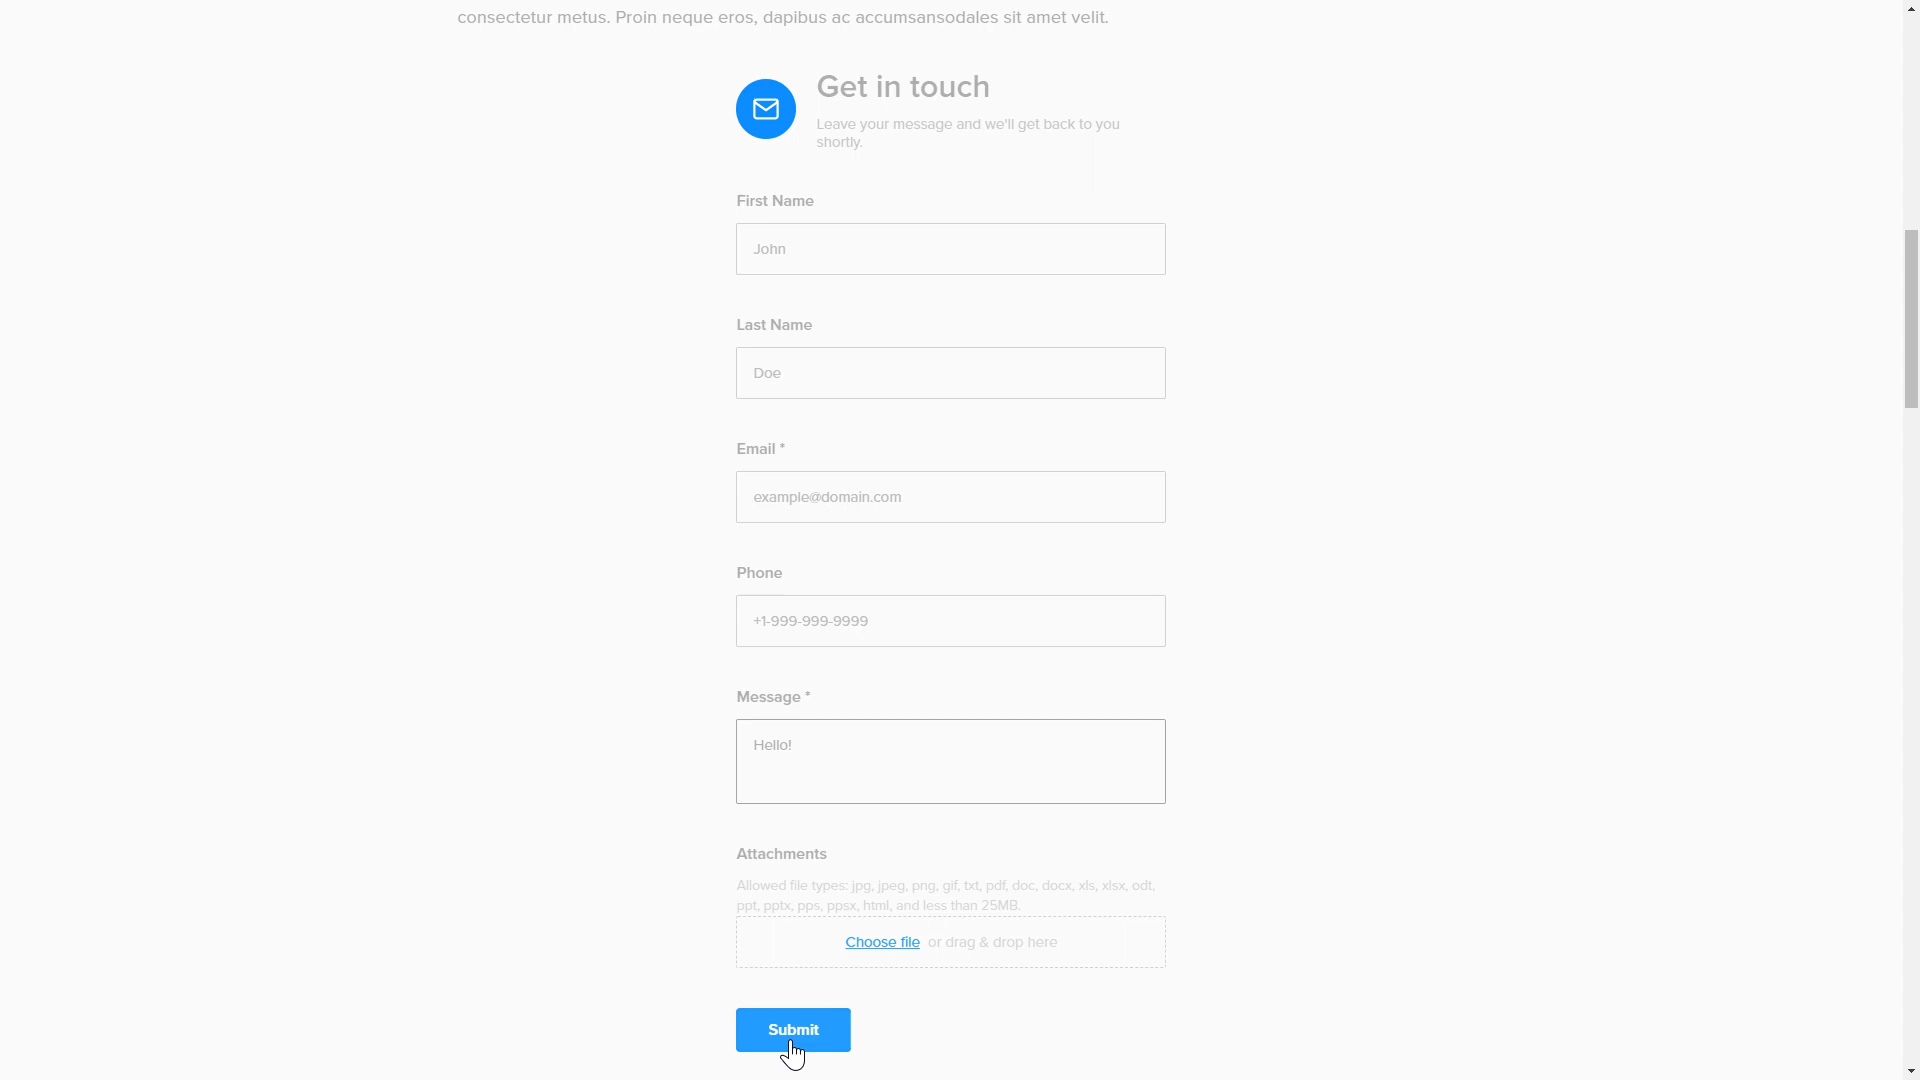 consectetur metus. Proin neque eros, dapibus ac accumsansodales sit amet velit.
Get in touch
Leave your message and we'll get back to you
shortly.
First Name
John
Last Name
Doe
Email *
example@domain.com
Phone
+1-999-999-9999
Message *
Hello!
Attachments
Allowed file types: jpg, jpeg, png, gif, txt, pdf, doc, docx, xls, xlsx, odt,
ppt, pptx, pps, ppsx, html, and less than 25MB.
Choose file or drag & drop here
Submit